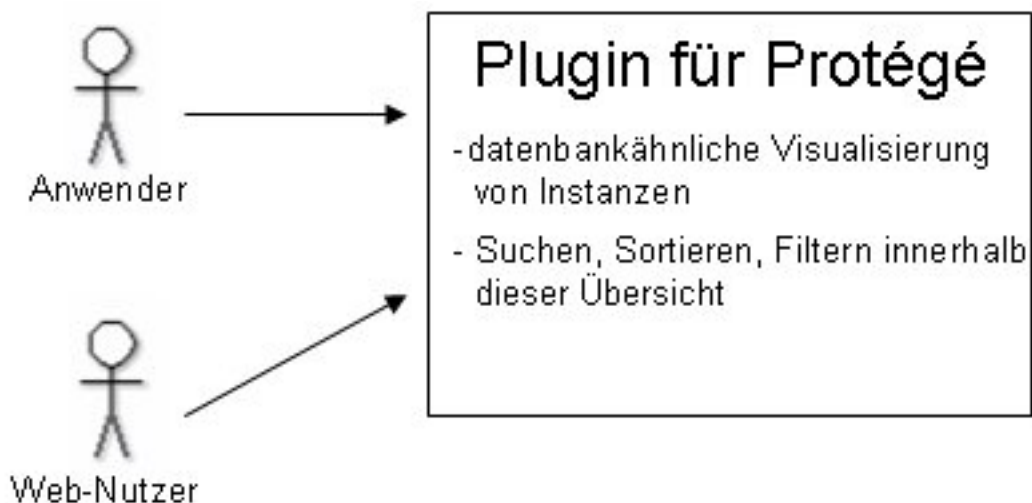 Plugin für Protégé
-datenbankähnliche Visualisierung
von Instanzen
- Suchen, Sortieren, Filtern innerhalb
dieser Übersicht
Anwender
Web-Nutzer